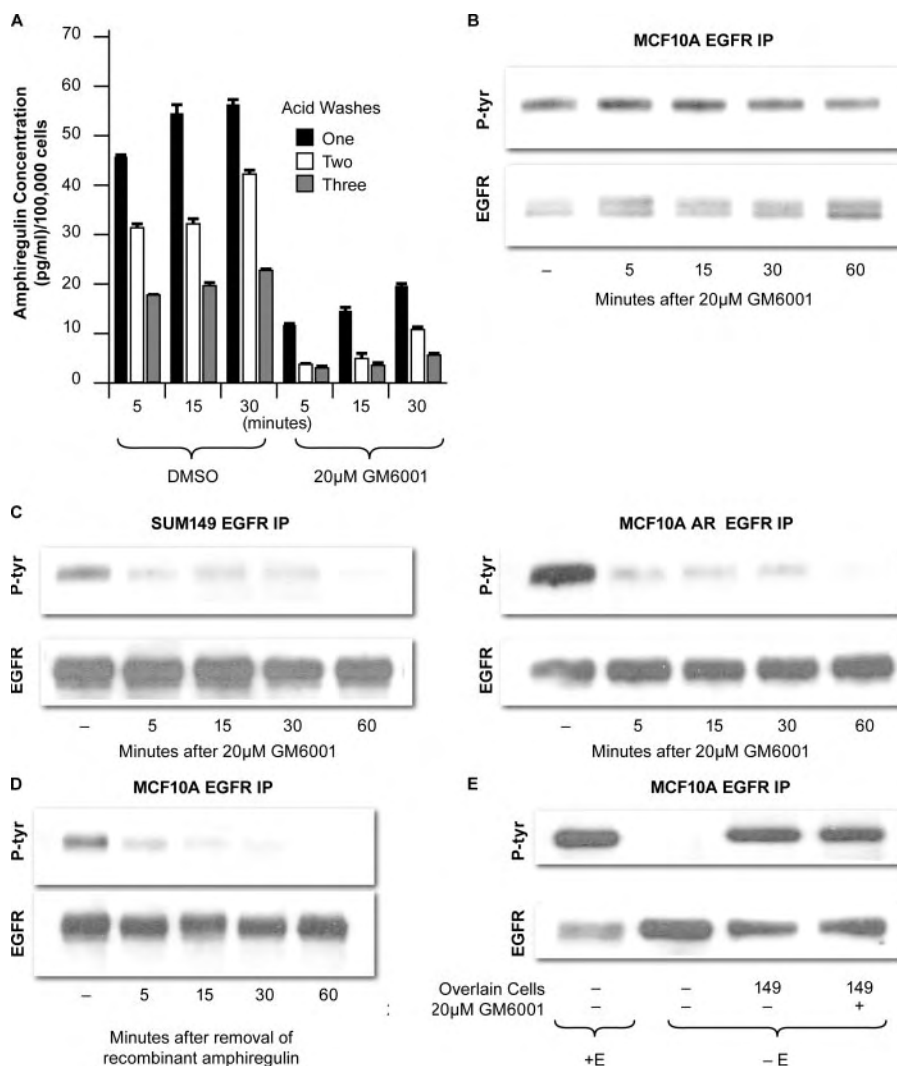 A
70
60
50
40
30
20
10
0
Amphiregulin Concentration
(pg/ml)/100,000 cells
Acid Washes
One
Two
Three
5 15 30 5 15 30
(minutes)
DMSO 20µM GM6001
B
MCF10A EGFR IP
P-tyr
EGFR
– 5 15 30 60
Minutes after 20µM GM6001
C
SUM149 EGFR IP
P-tyr
EGFR
– 5 15 30 60
Minutes after 20µM GM6001
MCF10A AR EGFR IP
P-tyr
EGFR
– 5 15 30 60
Minutes after 20µM GM6001
D
MCF10A EGFR IP
P-tyr
EGFR
– 5 15 30 60
Minutes after removal of
recombinant amphiregulin
E
MCF10A EGFR IP
P-tyr
EGFR
Overlain Cells – – 149 149
20µM GM6001 – – – +
+E – E